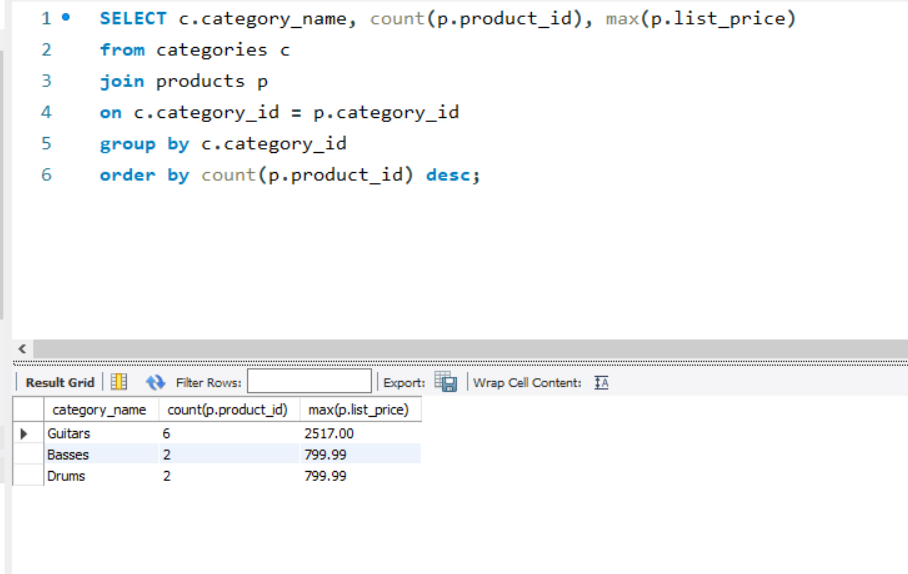 1 SELECT c.category_name, count(p.product_id), max(p.list_price)
2 from categories c
3 join products p
4 on c.category_id = p.category_id
5 group by c.category_id
6 order by count(p.product_id) desc;
Result Grid Filter Rows: Export: Wrap Cell Content: IA
category_name count(p.product_id) max(p.list_price)
Guitars 6 2517.00
Basses 2 799.99
Drums 2 799.99